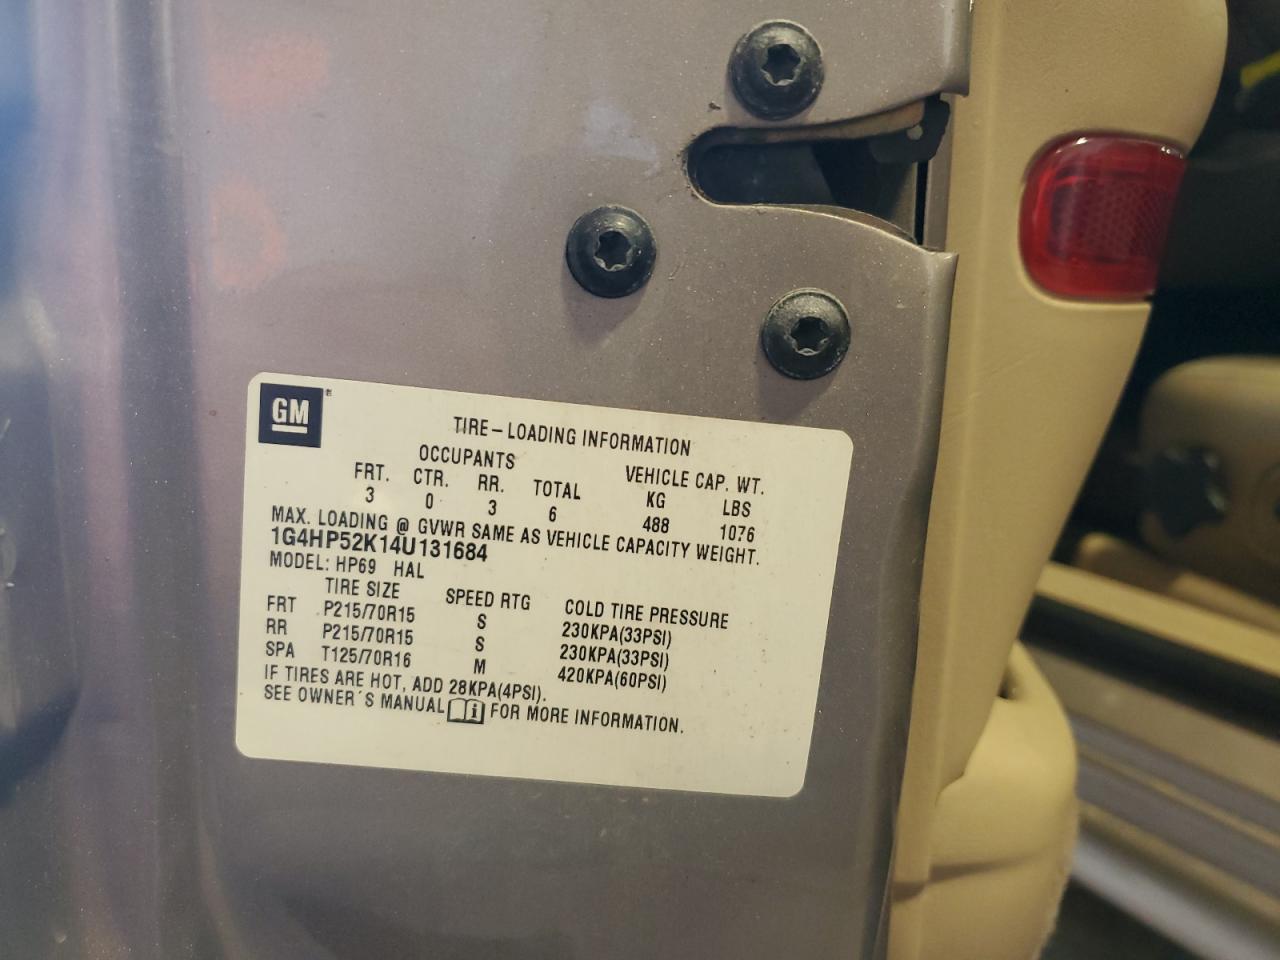 GM®
TIRE-LOADING INFORMATION
OCCUPANTS VEHICLE CAP. WT.
FRT. CTR. RR. TOTAL KG LBS
3 0 3 6 488 1076
MAX. LOADING @ GVWR SAME AS VEHICLE CAPACITY WEIGHT.
1G4HP52K14U131684
MODEL: HP69 HAL
TIRE SIZE SPEED RTG COLD TIRE PRESSURE
FRT P215/70R15 S 230KPA(33PSI)
RR P215/70R15 S 230KPA(33PSI)
SPA T125/70R16 M 420KPA(60PSI)
IF TIRES ARE HOT, ADD 28KPA(4PSI).
SEE OWNER'S MANUAL i FOR MORE INFORMATION.